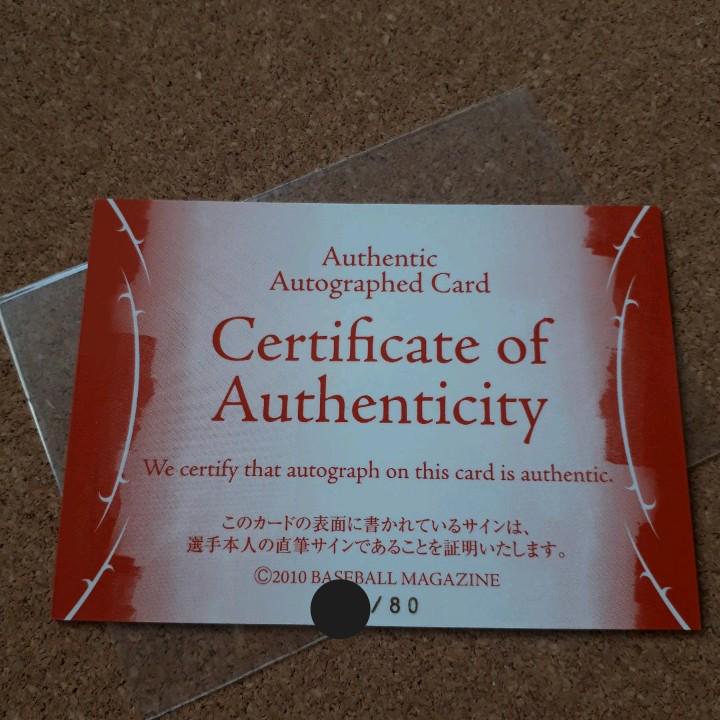 Authentic
Autographed Card
Certificate of
Authenticity
We certify that autograph on this card is authentic.
このカードの表面に書かれているサインは、
選手本人の直筆サインであることを証明いたします。
©2010 BASEBALL MAGAZINE
/80